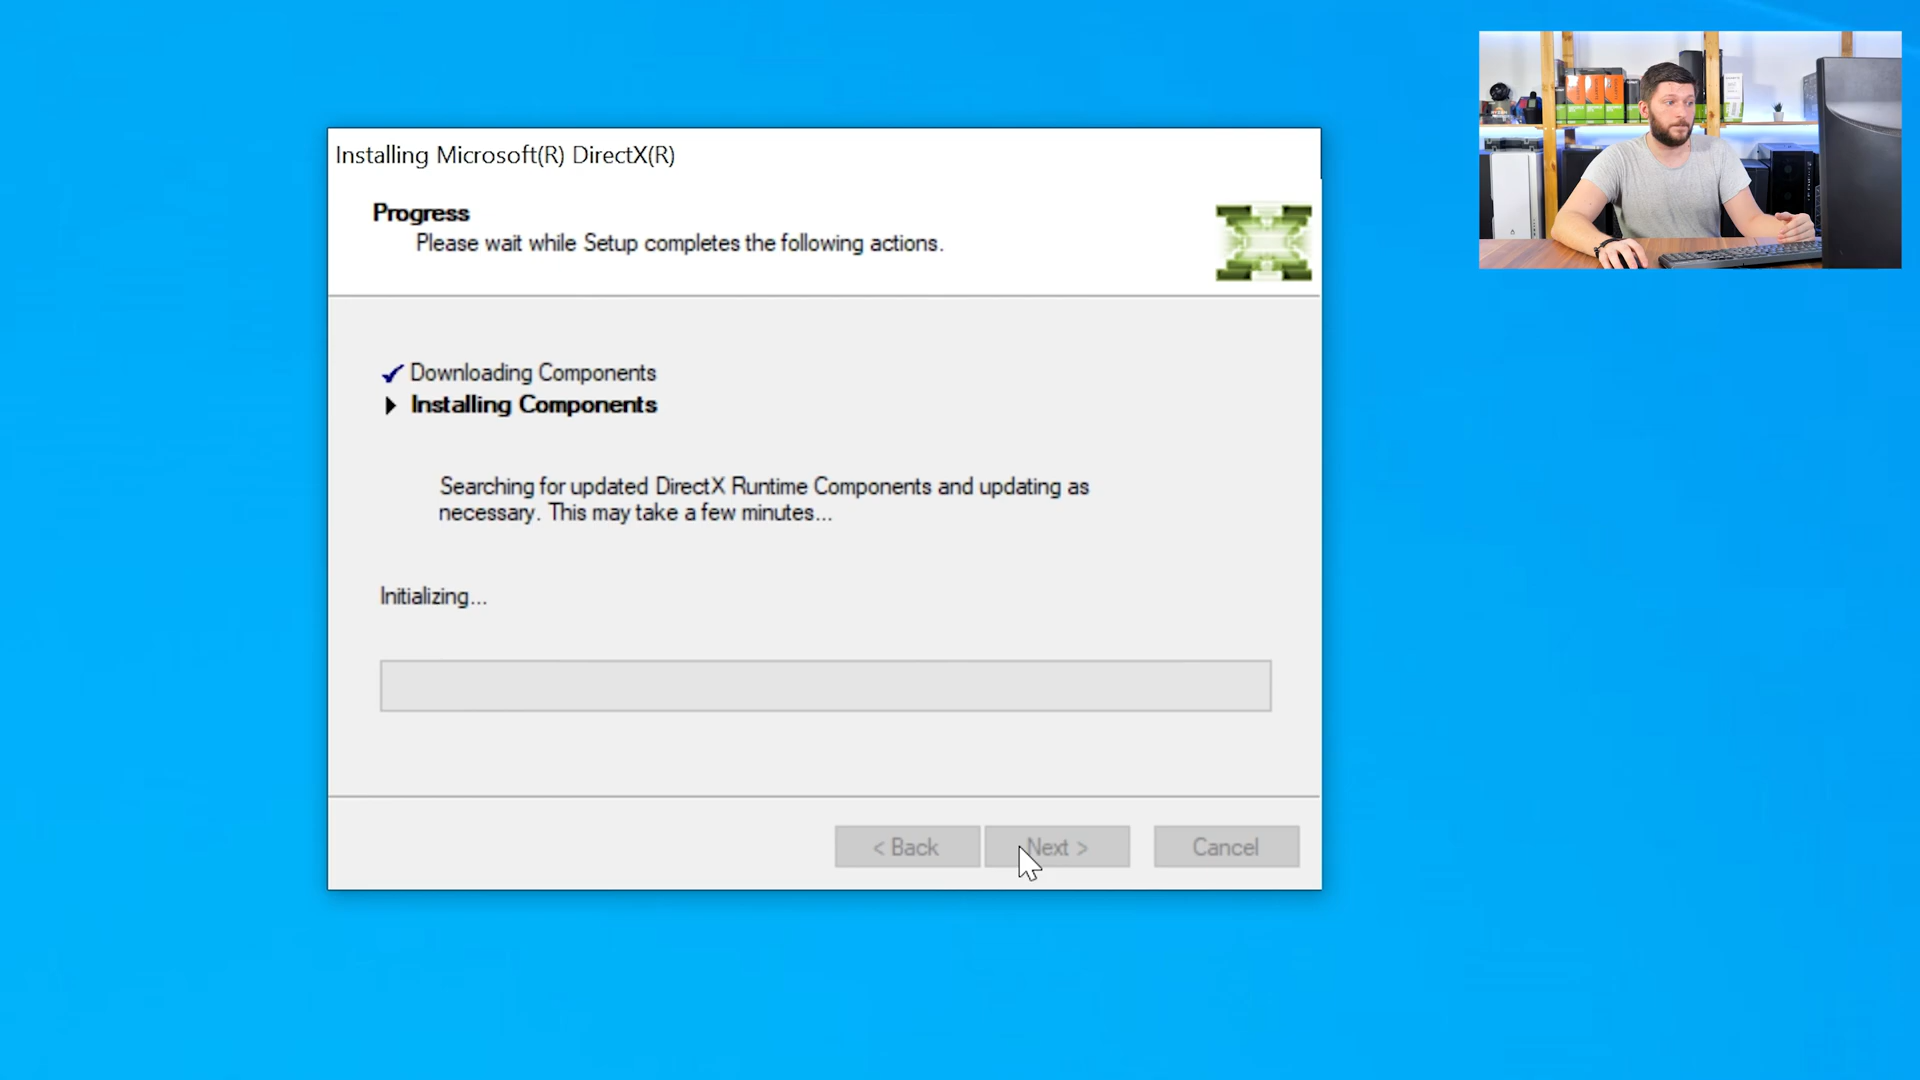 Installing Microsoft(R) DirectX(R)
Progress
Please wait while Setup completes the following actions.
Downloading Components
Installing Components
Searching for updated DirectX Runtime Components and updating as
necessary. This may take a few minutes...
Initializing...
< Back
Next >
Cancel